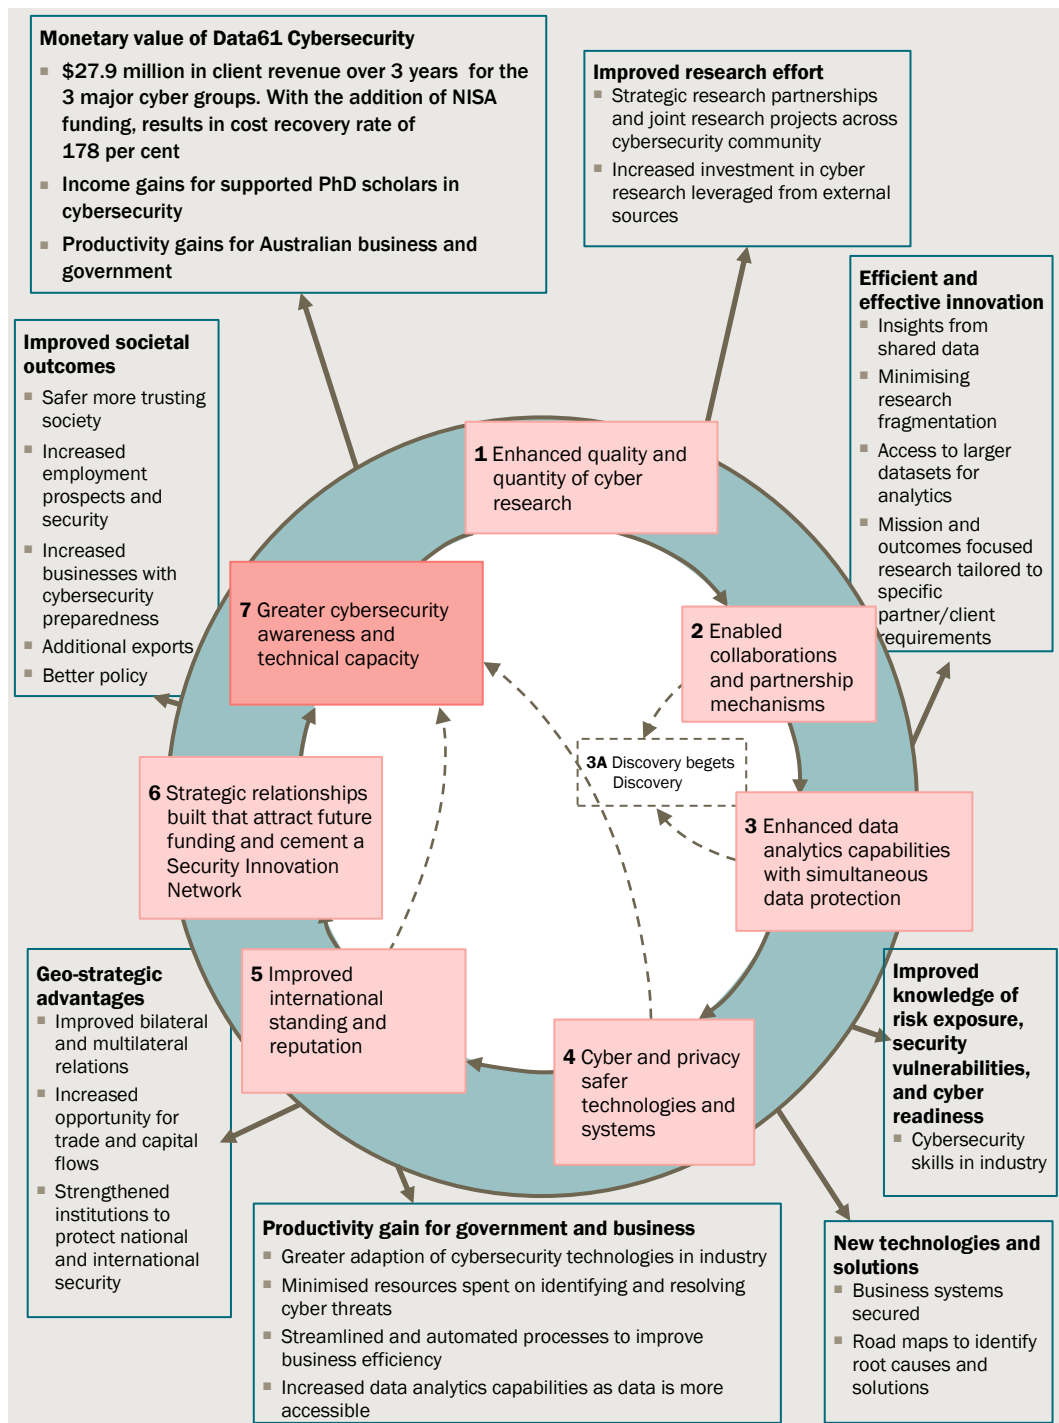 Monetary value of Data61 Cybersecurity
$27.9 million in client revenue over 3 years for the
3 major cyber groups. With the addition of NISA
funding, results in cost recovery rate of
178 per cent
Income gains for supported PhD scholars in
cybersecurity
Productivity gains for Australian business and
government
Improved research effort
Strategic research partnerships
and joint research projects across
cybersecurity community
Increased investment in cyber
research leveraged from external
sources
Efficient and
effective innovation
Insights from
shared data
Minimising
research
fragmentation
Access to larger
datasets for
analytics
Mission and
outcomes focused
research tailored to
specific
partner/client
requirements
Improved societal
outcomes
Safer more trusting
society
Increased
employment
prospects and
security
Increased
businesses with
cybersecurity
preparedness
Additional exports
Better policy
1 Enhanced quality and
quantity of cyber
research
7 Greater cybersecurity
awareness and
technical capacity
2 Enabled
collaborations
and partnership
mechanisms
3A Discovery begets
Discovery
6 Strategic relationships
built that attract future
funding and cement a
Security Innovation
Network
3 Enhanced data
analytics capabilities
with simultaneous
data protection
5 Improved
international
standing and
reputation
4 Cyber and privacy
safer
technologies and
systems
Geo-strategic
advantages
Improved bilateral
and multilateral
relations
Increased
opportunity for
trade and capital
flows
Strengthened
institutions to
protect national
and international
security
Improved
knowledge of
risk exposure,
security
vulnerabilities,
and cyber
readiness
Cybersecurity
skills in industry
Productivity gain for government and business
Greater adaption of cybersecurity technologies in industry
Minimised resources spent on identifying and resolving
cyber threats
Streamlined and automated processes to improve
business efficiency
Increased data analytics capabilities as data is more
accessible
New technologies and
solutions
Business systems
secured
Road maps to identify
root causes and
solutions